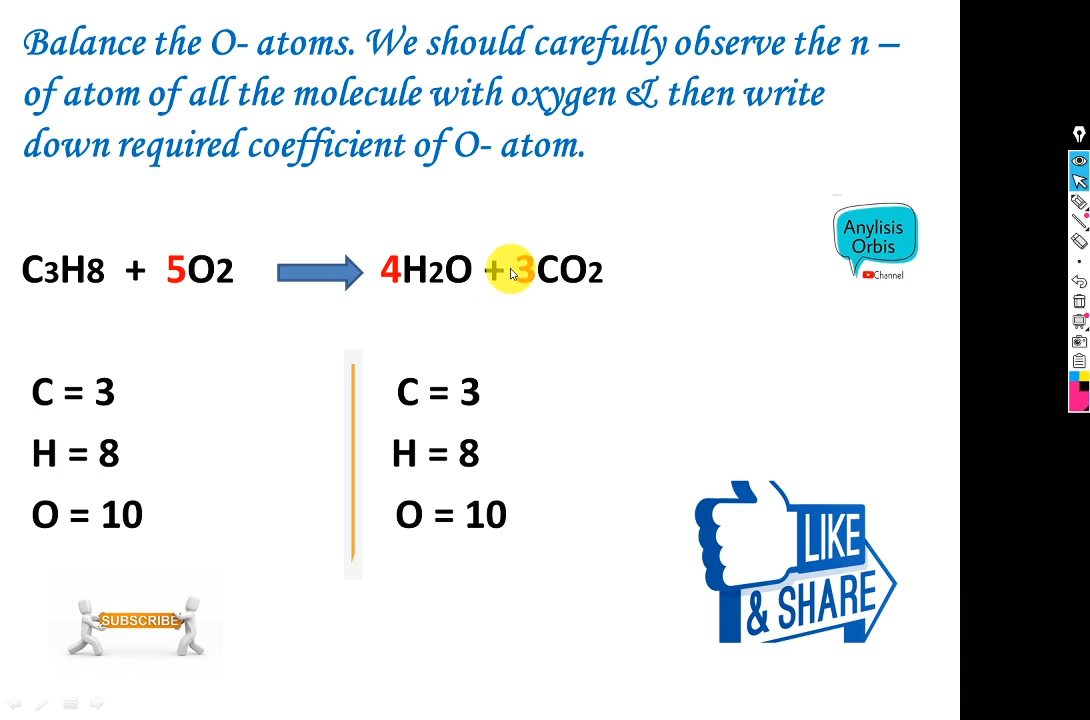 Balance the O- atoms. We should carefully observe the n –
of atom of all the molecule with oxygen & then write
down required coefficient of O- atom.
Anylisis
Orbis
Channel
C3H8 + 5O2 4H2O + 3CO2
C = 3 C = 3
H = 8 H = 8
O = 10 O = 10
LIKE
& SHARE
SUBSCRIBE